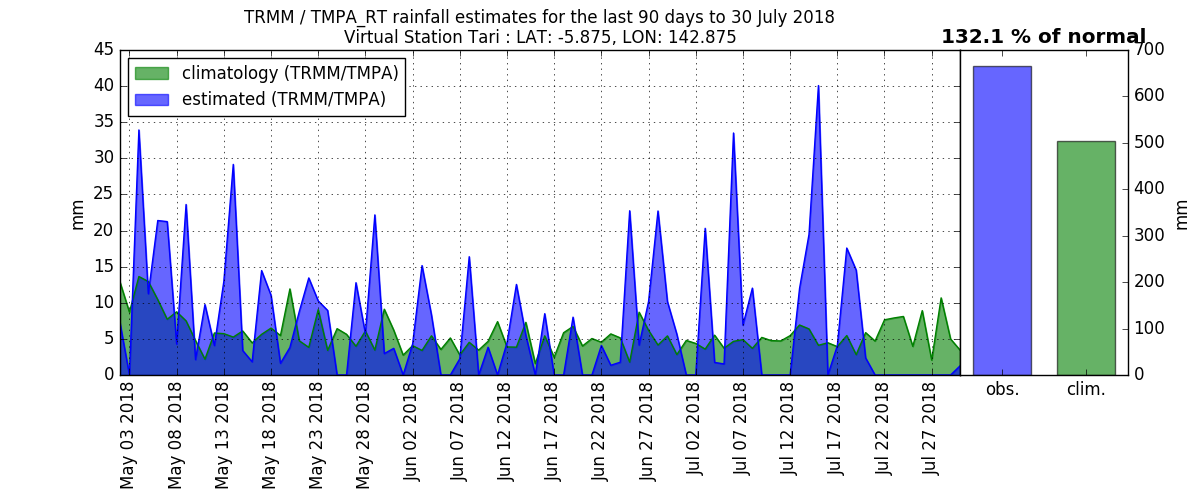 TRMM / TMPA_RT rainfall estimates for the last 90 days to 30 July 2018
Virtual Station Tari : LAT: -5.875, LON: 142.875
132.1 % of normal
climatology (TRMM/TMPA)
estimated (TRMM/TMPA)
mm
45
40
35
30
25
20
15
10
5
0
May 03 2018
May 08 2018
May 13 2018
May 18 2018
May 23 2018
May 28 2018
Jun 02 2018
Jun 07 2018
Jun 12 2018
Jun 17 2018
Jun 22 2018
Jun 27 2018
Jul 02 2018
Jul 07 2018
Jul 12 2018
Jul 17 2018
Jul 22 2018
Jul 27 2018
700
600
500
400
300
200
100
0
mm
obs.
clim.